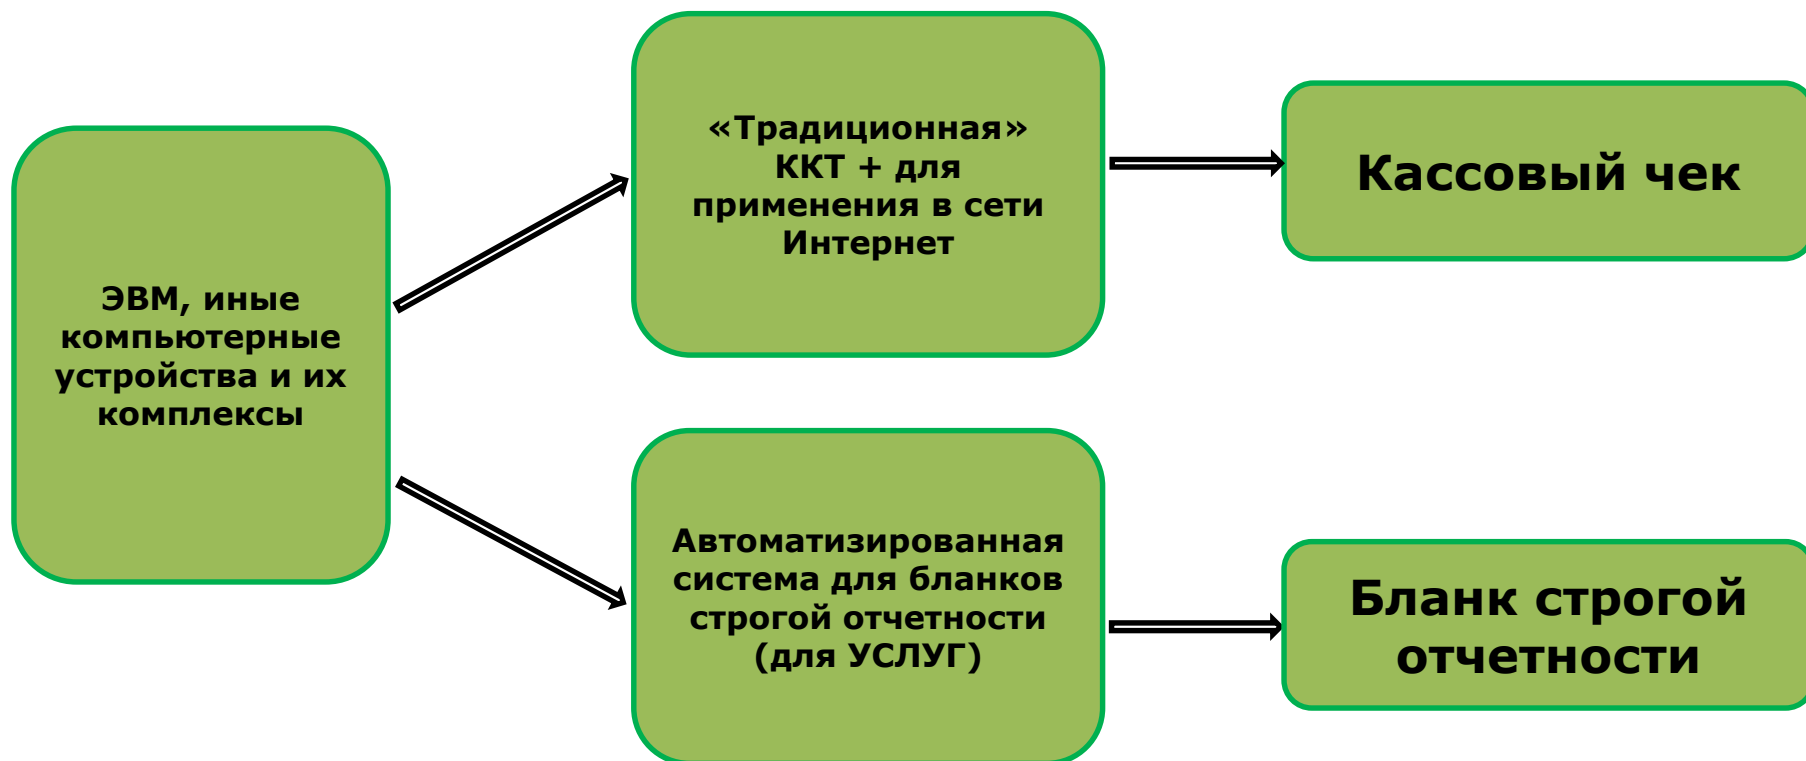 ЭВМ, иные
компьютерные
устройства и их
комплексы
«Традиционная»
ККТ + для
применения в сети
Интернет
Кассовый чек
Автоматизированная
система для бланков
строгой отчетности
(для УСЛУГ)
Бланк строгой
отчетности